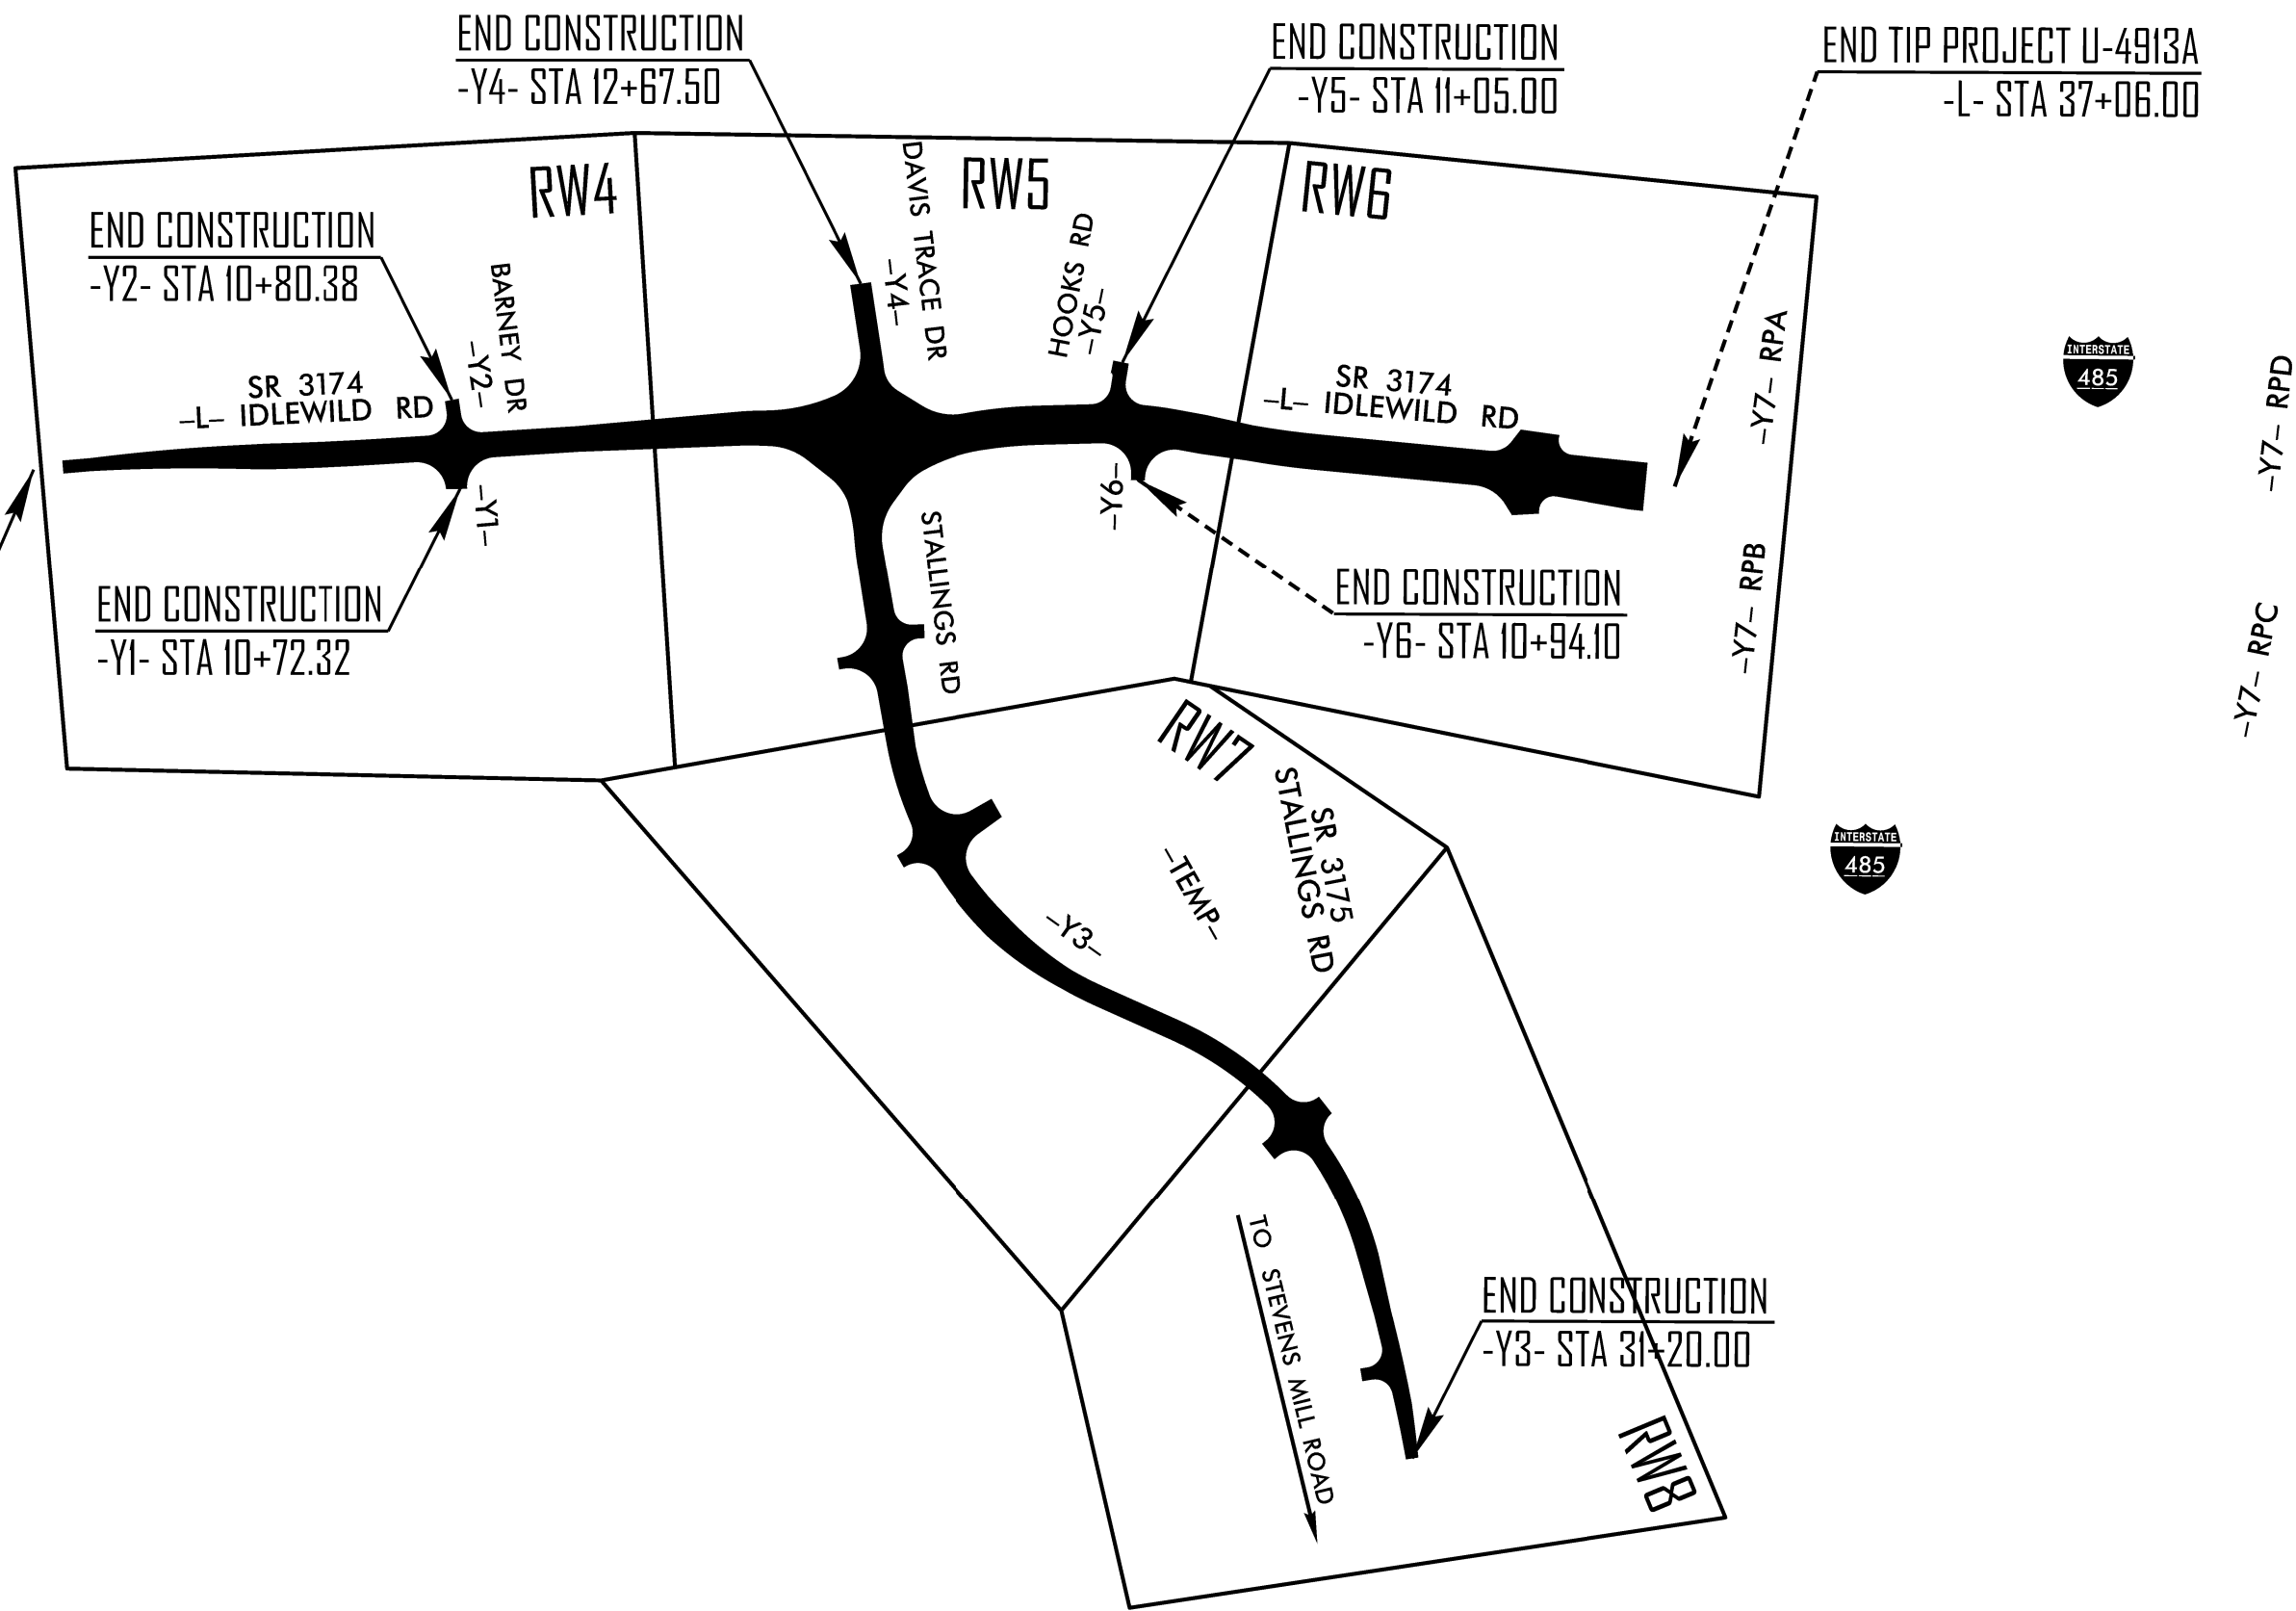 END CONSTRUCTION
-Y4- STA 12+67.50
END CONSTRUCTION
-Y5- STA 11+05.00
END TIP PROJECT U-4913A
-L- STA 37+06.00
RW4
RW5
RW6
END CONSTRUCTION
-Y2- STA 10+80.38
BARNEY DR
-Y2-
DAVIS TRACE DR
-Y4-
HOOKS RD
-Y5-
SR 3174
-L- IDLEWILD RD
SR 3174
-L- IDLEWILD RD
-Y7- RPA
INTERSTATE
485
-Y7- RPD
-Y1-
-Y6-
STALLINGS RD
END CONSTRUCTION
-Y1- STA 10+72.32
END CONSTRUCTION
-Y6- STA 10+94.10
-Y7- RPB
-Y7- RPC
RW7
SR 3175
STALLINGS RD
-TEMP-
-Y3-
INTERSTATE
485
TO STEVENS MILL ROAD
END CONSTRUCTION
-Y3- STA 31+20.00
RW8